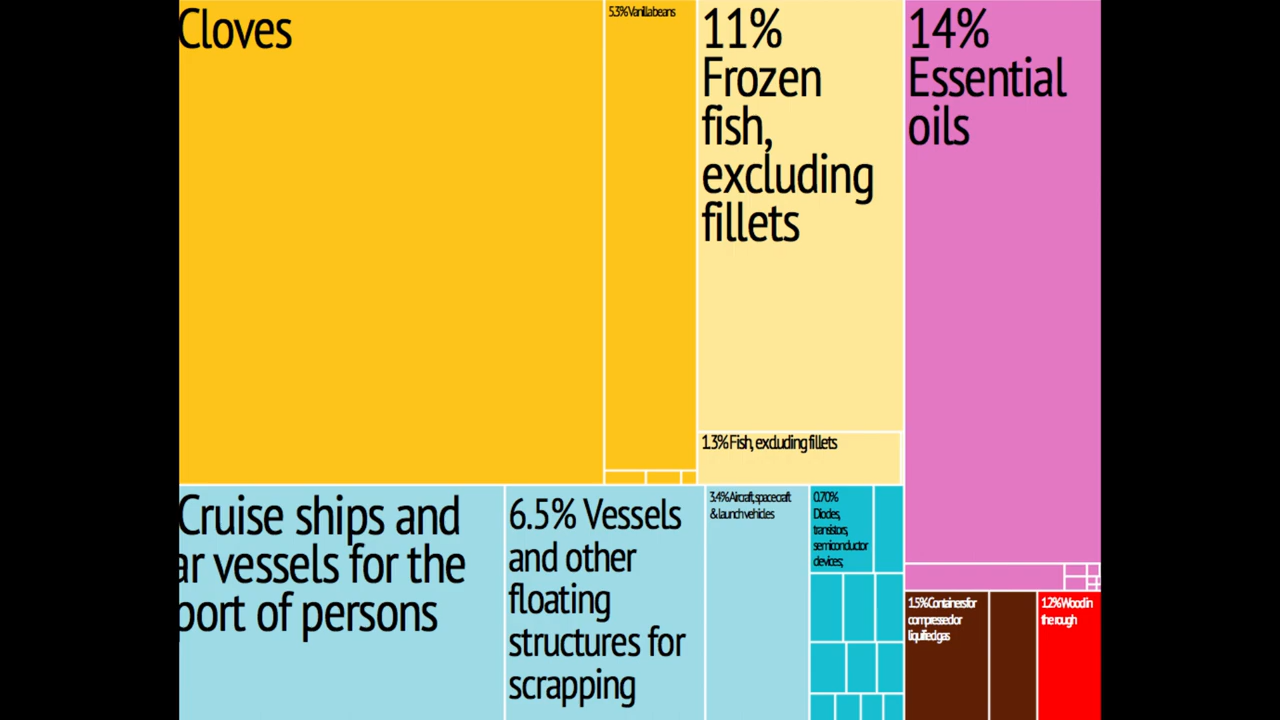 Cloves
5.3% Vanilla beans
11%
Frozen
fish,
excluding
fillets
14%
Essential
oils
1.3% Fish, excluding fillets
Cruise ships and
ar vessels for the
port of persons
6.5% Vessels
and other
floating
structures for
scrapping
3.4% Aircraft, spacecraft
& launch vehicles
0.70%
Diodes,
transistors,
semiconductor
devices;
1.5% Containers for
compressed or
liquified gas
1.2% Wood in
the rough